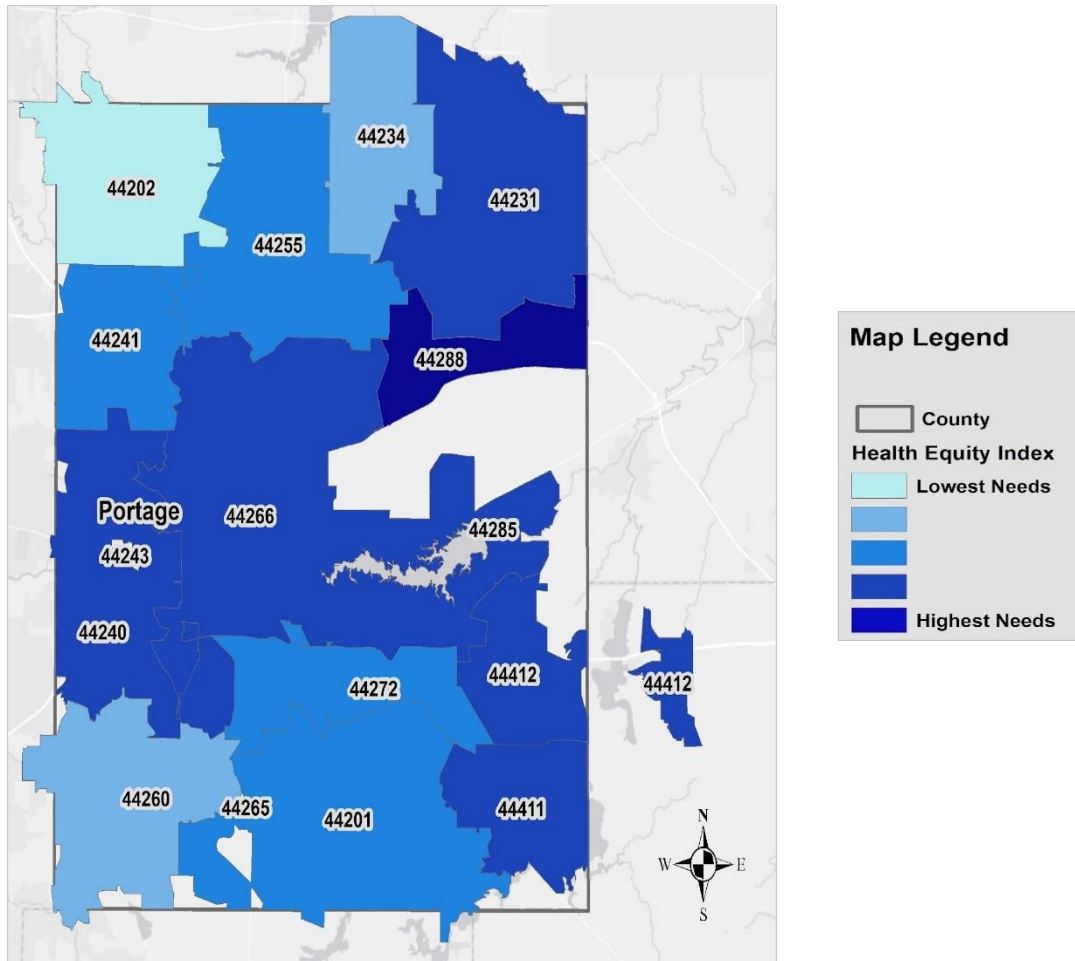 44234
44202
44231
44255
44241
44288
Portage
44266
44285
44243
44240
44412
44272
44412
44260
44265
44201
44411
N
W
E
S
Map Legend
County
Health Equity Index
Lowest Needs
Highest Needs